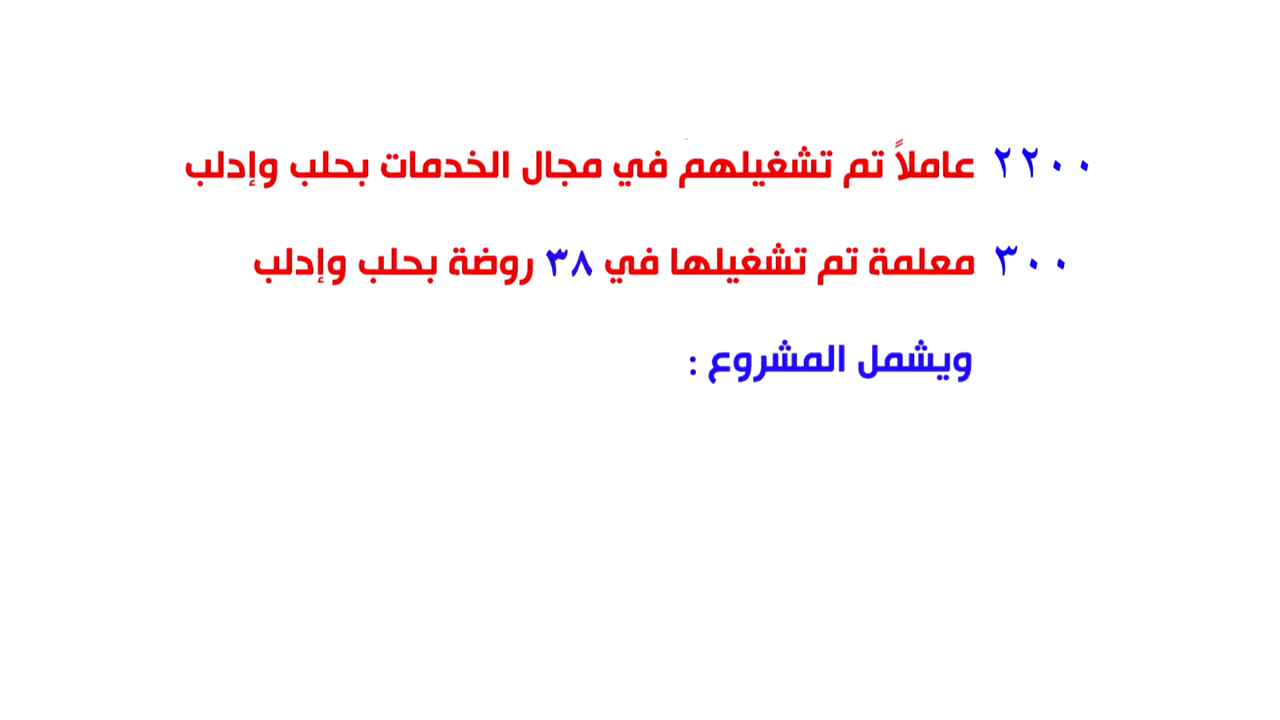 ٢٢٠٠ عاملاً تم تشغيلهم في مجال الخدمات بحلب وإدلب
٣٠٠ معلمة تم تشغيلها في ٣٨ روضة بحلب وإدلب
ويشمل المشروع :